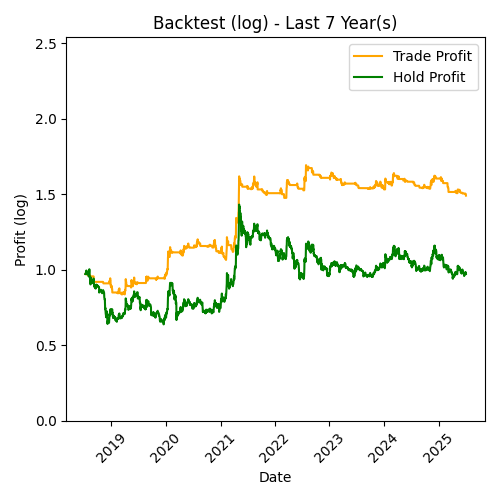 Backtest (log) - Last 7 Year(s)
Trade Profit
Hold Profit
Profit (log)
2.5
2.0
1.5
1.0
0.5
0.0
2019
2020
2021
2022
2023
2024
2025
Date